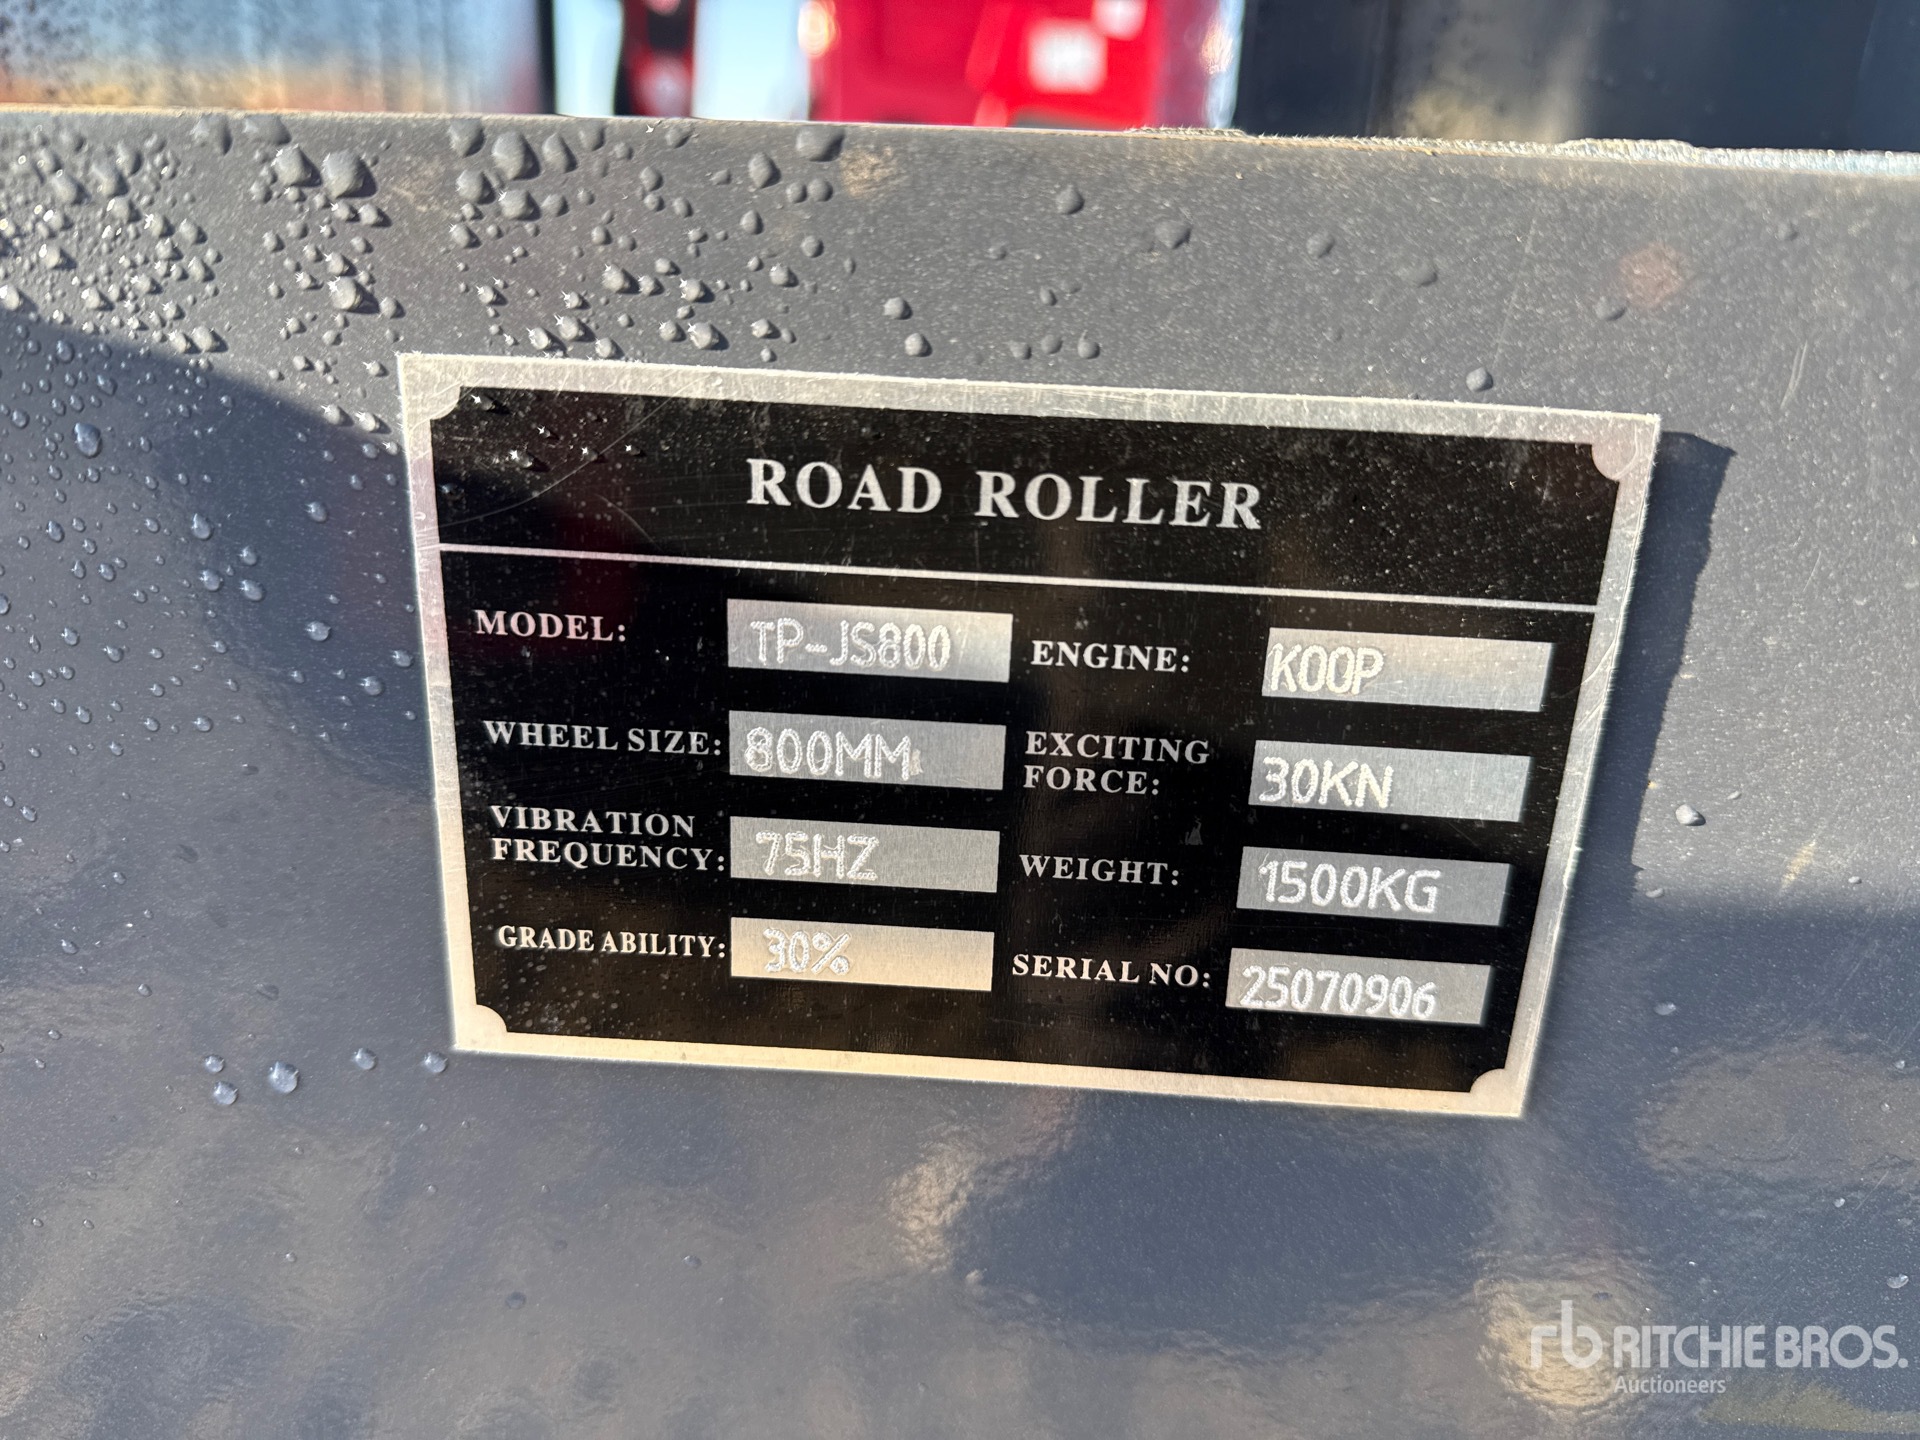 ROAD ROLLER
MODEL: TP-JS800 ENGINE: KOOP
WHEEL SIZE: 800MM EXCITING FORCE: 30KN
VIBRATION FREQUENCY: 75HZ WEIGHT: 1500KG
GRADE ABILITY: 30% SERIAL NO: 25070906
rb RITCHIE BROS.
Auctioneers